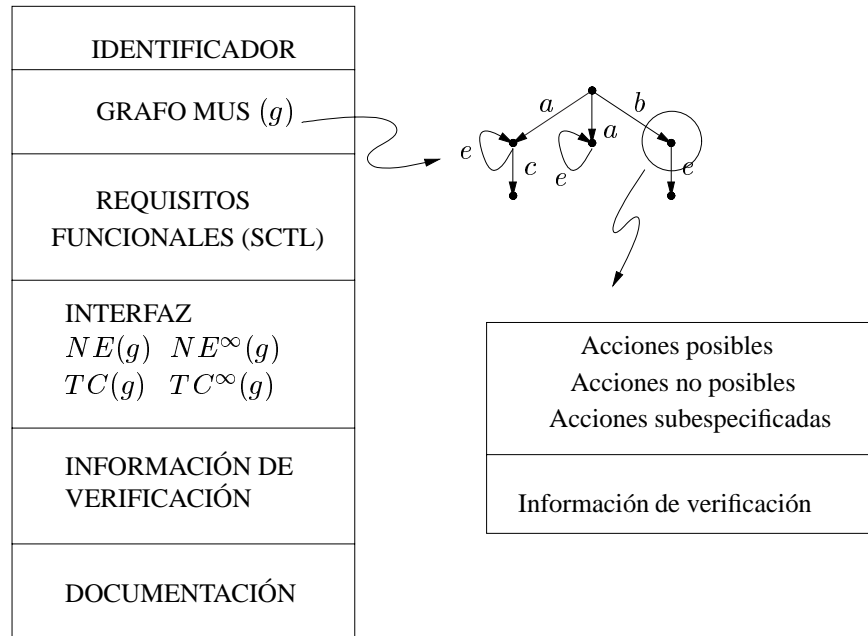 IDENTIFICADOR
GRAFO MUS (g)
REQUISITOS
FUNCIONALES (SCTL)
INTERFAZ
NE(g) NE^∞(g)
TC(g) TC^∞(g)
INFORMACIÓN DE
VERIFICACIÓN
DOCUMENTACIÓN
a b
a
e c e e
Acciones posibles
Acciones no posibles
Acciones subespecificadas
Información de verificación